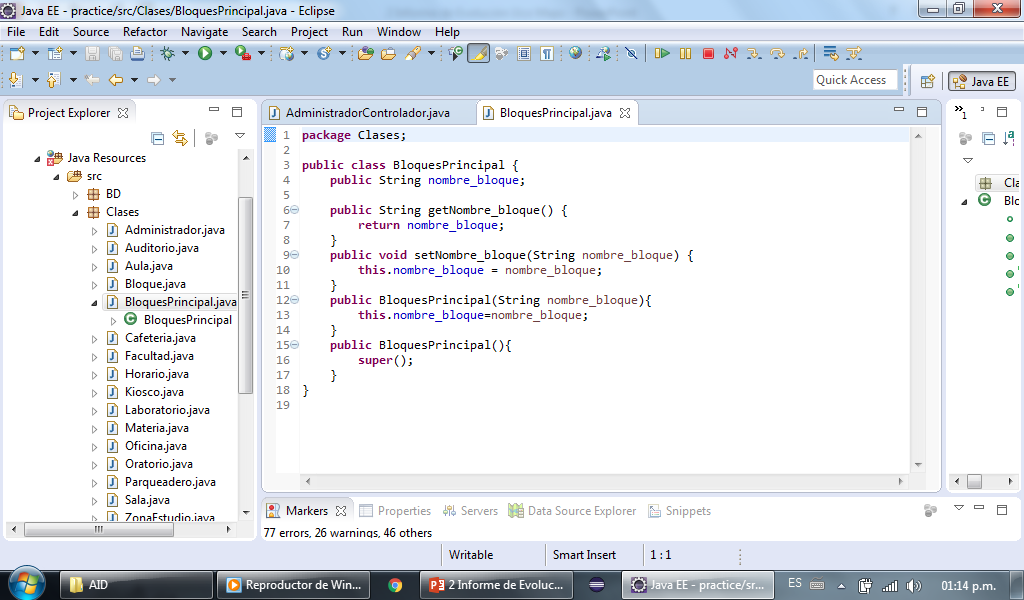 Java EE - practice/src/Clases/BloquesPrincipal.java - Eclipse
File Edit Source Refactor Navigate Search Project Run Window Help
Quick Access
Java EE
Project Explorer
Java Resources
src
BD
Clases
Administrador.java
Auditorio.java
Aula.java
Bloque.java
BloquesPrincipal.java
BloquesPrincipal
Cafeteria.java
Facultad.java
Horario.java
Kiosco.java
Laboratorio.java
Materia.java
Oficina.java
Oratorio.java
Parqueadero.java
Sala.java
ZonaEstudio.java
AdministradorControlador.java BloquesPrincipal.java
1 package Clases;
2
3 public class BloquesPrincipal {
4 public String nombre_bloque;
5
6 public String getNombre_bloque() {
7 return nombre_bloque;
8 }
9 public void setNombre_bloque(String nombre_bloque) {
10 this.nombre_bloque = nombre_bloque;
11 }
12 public BloquesPrincipal(String nombre_bloque){
13 this.nombre_bloque=nombre_bloque;
14 }
15 public BloquesPrincipal(){
16 super();
17 }
18 }
19
»1
Cla
Blo
Markers Properties Servers Data Source Explorer Snippets
77 errors, 26 warnings, 46 others
Writable Smart Insert 1 : 1
AID Reproductor de Win... 2 Informe de Evoluc... Java EE - practice/sr... ES 01:14 p.m.